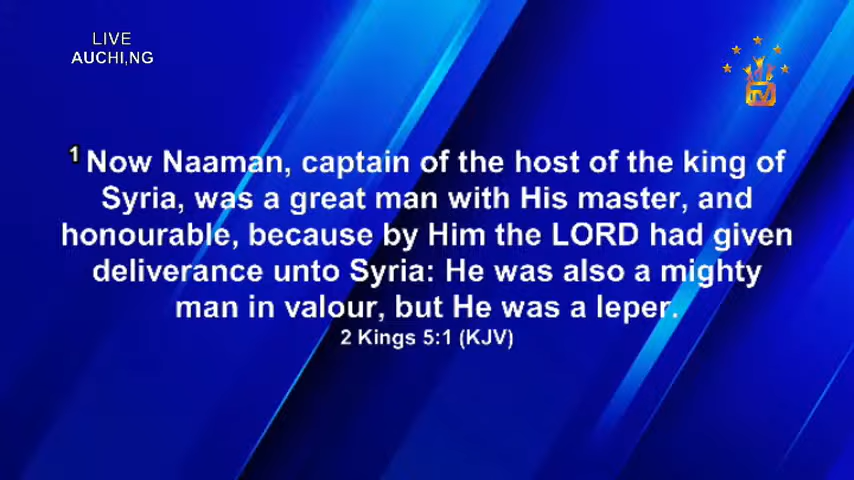 LIVE
AUCHI,NG
TV
1 Now Naaman, captain of the host of the king of
Syria, was a great man with His master, and
honourable, because by Him the LORD had given
deliverance unto Syria: He was also a mighty
man in valour, but He was a leper.
2 Kings 5:1 (KJV)